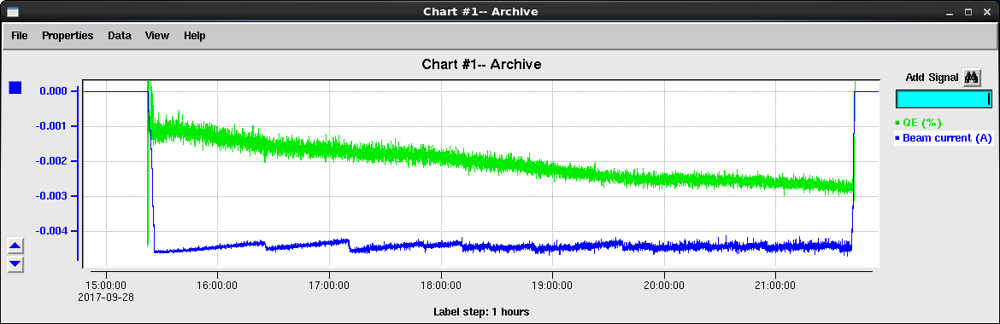 Chart #1-- Archive
File Properties Data View Help
Chart #1-- Archive
Add Signal
0.000
-0.001
-0.002
-0.003
-0.004
QE (%)
Beam current (A)
15:00:00 16:00:00 17:00:00 18:00:00 19:00:00 20:00:00 21:00:00
2017-09-28
Label step: 1 hours